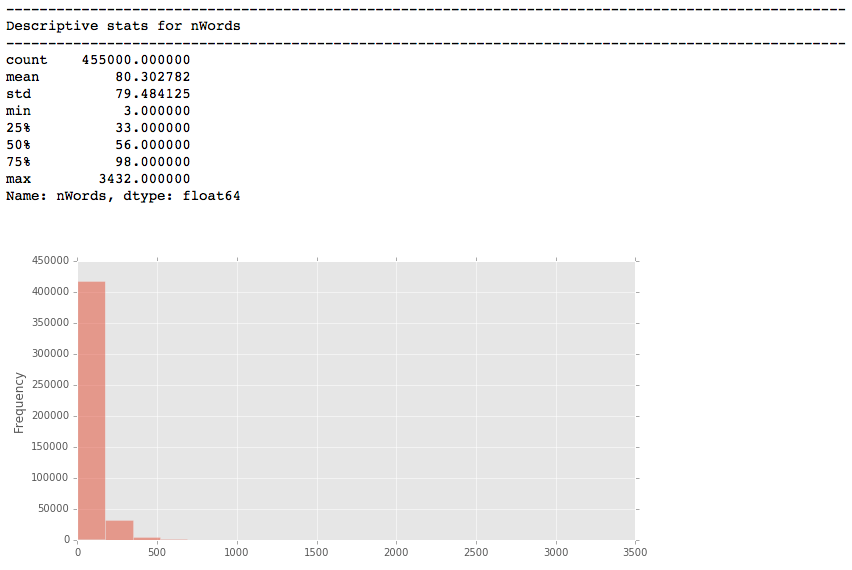 Descriptive stats for nWords
count    455000.000000
mean         80.302782
std          79.484125
min           3.000000
25%          33.000000
50%          56.000000
75%          98.000000
max        3432.000000
Name: nWords, dtype: float64
450000
400000
350000
300000
250000
200000
150000
100000
50000
0
Frequency
0 500 1000 1500 2000 2500 3000 3500